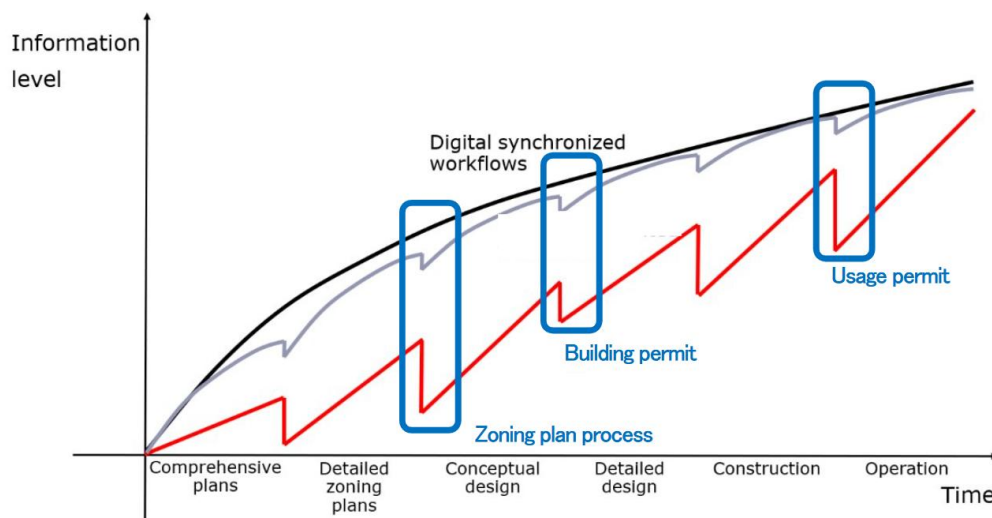 Information
level
Digital synchronized
workflows
Usage permit
Building permit
Zoning plan process
Comprehensive
plans
Detailed
zoning
plans
Conceptual
design
Detailed
design
Construction
Operation
Time